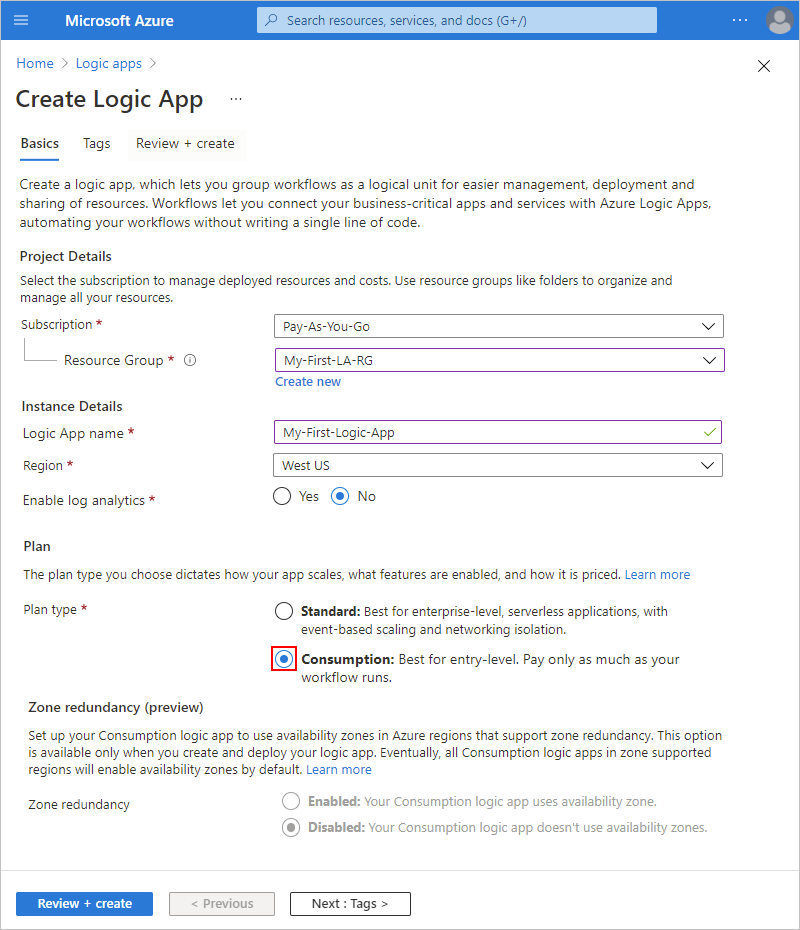 Microsoft Azure
Search resources, services, and docs (G+/)
...
Home > Logic apps >
Create Logic App ...
Basics Tags Review + create
Create a logic app, which lets you group workflows as a logical unit for easier management, deployment and
sharing of resources. Workflows let you connect your business-critical apps and services with Azure Logic Apps,
automating your workflows without writing a single line of code.
Project Details
Select the subscription to manage deployed resources and costs. Use resource groups like folders to organize and
manage all your resources.
Subscription * Pay-As-You-Go
Resource Group * My-First-LA-RG
Create new
Instance Details
Logic App name * My-First-Logic-App
Region * West US
Enable log analytics * Yes No
Plan
The plan type you choose dictates how your app scales, what features are enabled, and how it is priced. Learn more
Plan type * Standard: Best for enterprise-level, serverless applications, with
event-based scaling and networking isolation.
Consumption: Best for entry-level. Pay only as much as your
workflow runs.
Zone redundancy (preview)
Set up your Consumption logic app to use availability zones in Azure regions that support zone redundancy. This option
is available only when you create and deploy your logic app. Eventually, all Consumption logic apps in zone supported
regions will enable availability zones by default. Learn more
Zone redundancy Enabled: Your Consumption logic app uses availability zone.
Disabled: Your Consumption logic app doesn't use availability zones.
Review + create < Previous Next : Tags >